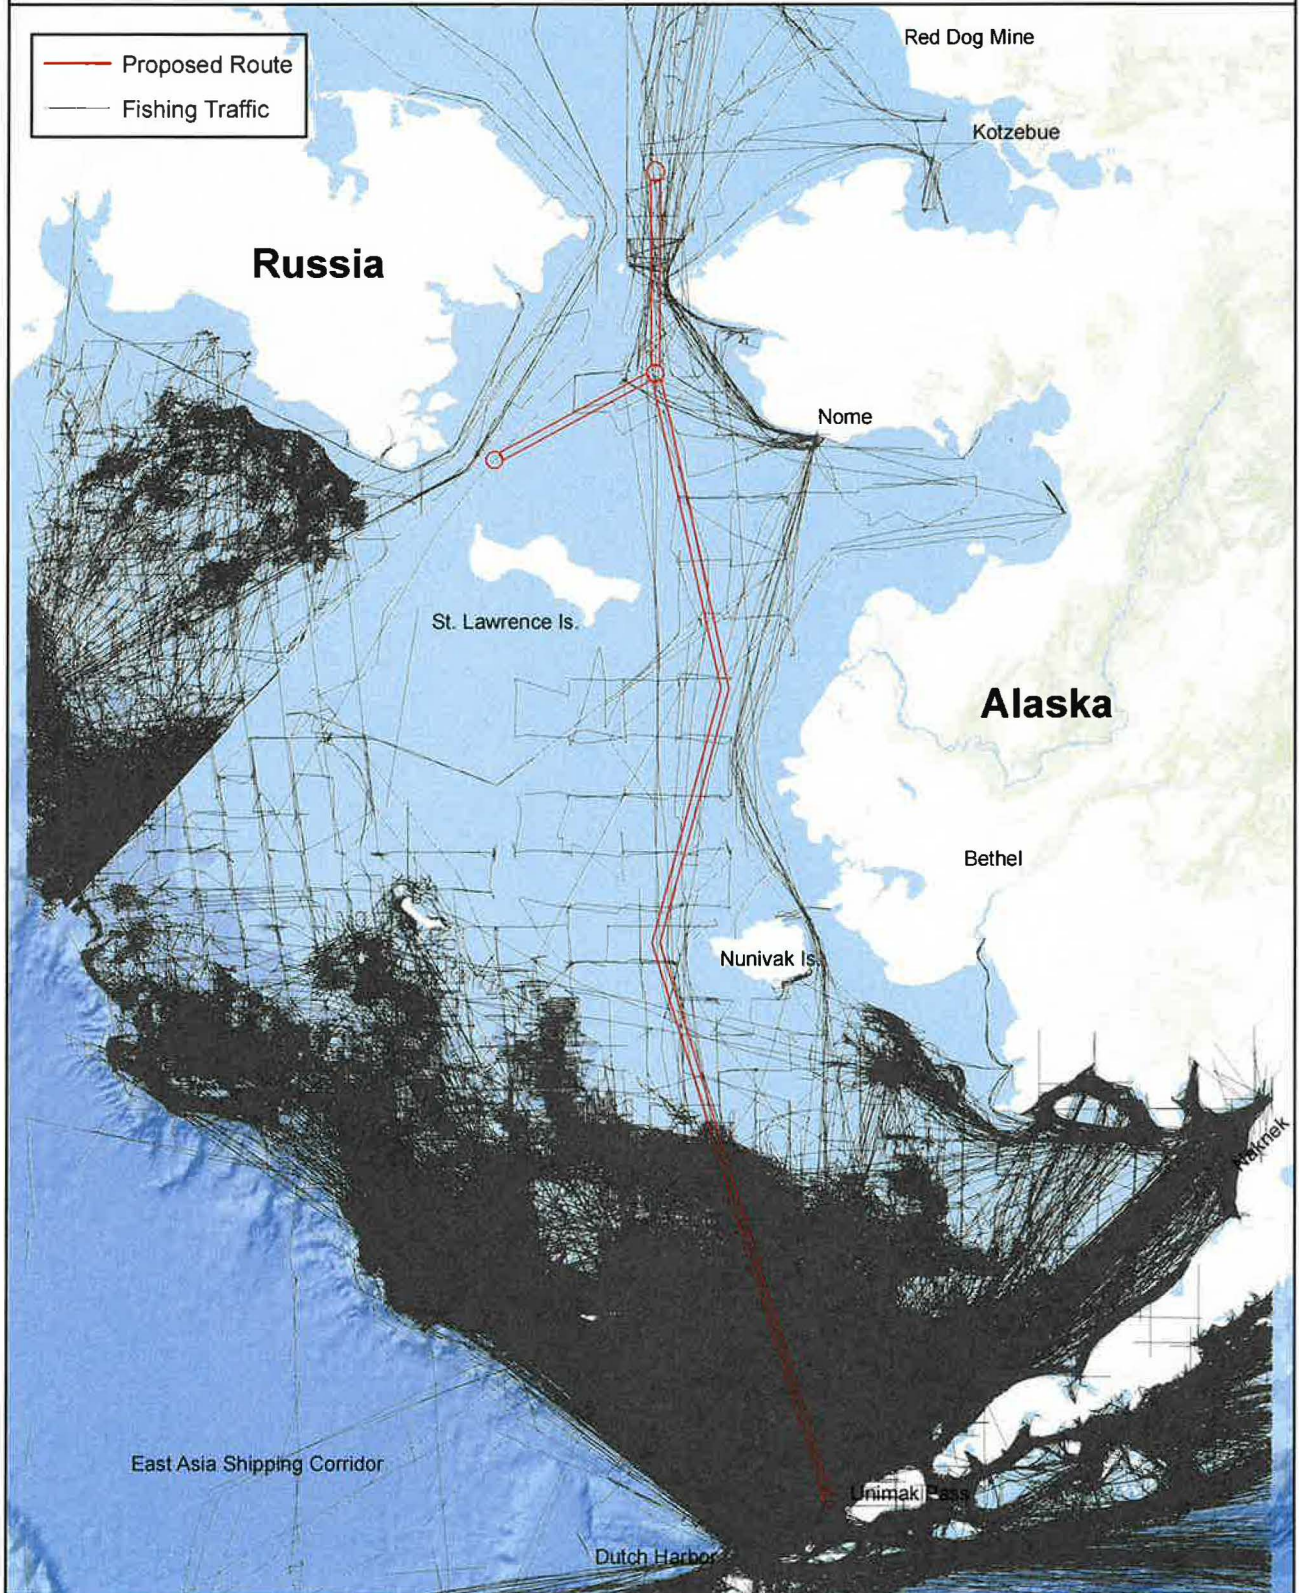 Red Dog Mine
Proposed Route
Fishing Traffic
Kotzebue
Russia
Nome
St. Lawrence Is.
Alaska
Bethel
Nunivak Is.
Naknek
East Asia Shipping Corridor
Unimak Pass
Dutch Harbor